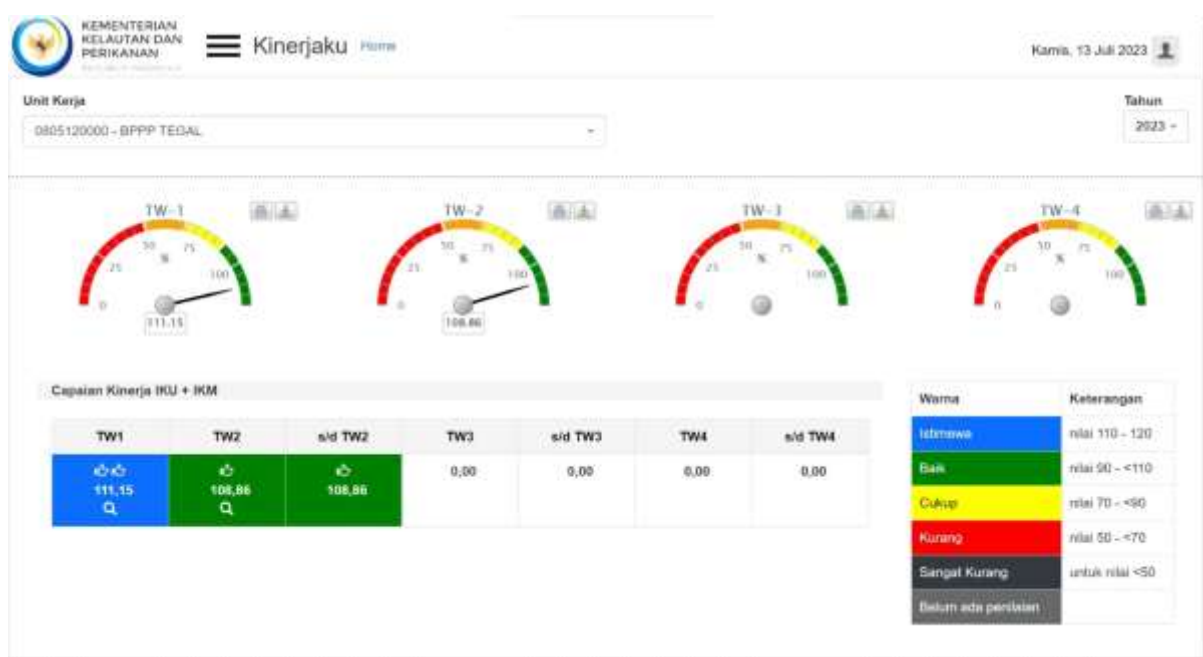 KEMENTERIAN
KELAUTAN DAN
PERIKANAN
Kinerjaku Home
Kamis, 13 Juli 2023
Unit Kerja
Tahun
0805120000 - BPPP TEGAL
2023
TW-1
TW-2
TW-3
TW-4
0 25 50 75 100 %
0 25 50 75 100 %
0 25 50 75 100 %
0 25 50 75 100 %
111.15
108.86
Capaian Kinerja IKU + IKM
TW1 TW2 s/d TW2 TW3 s/d TW3 TW4 s/d TW4
111,15 108,86 108,86 0,00 0,00 0,00 0,00
Warna Keterangan
Istimewa nilai 110 - 120
Baik nilai 90 - <110
Cukup nilai 70 - <90
Kurang nilai 50 - <70
Sangat Kurang untuk nilai <50
Belum ada penilaian